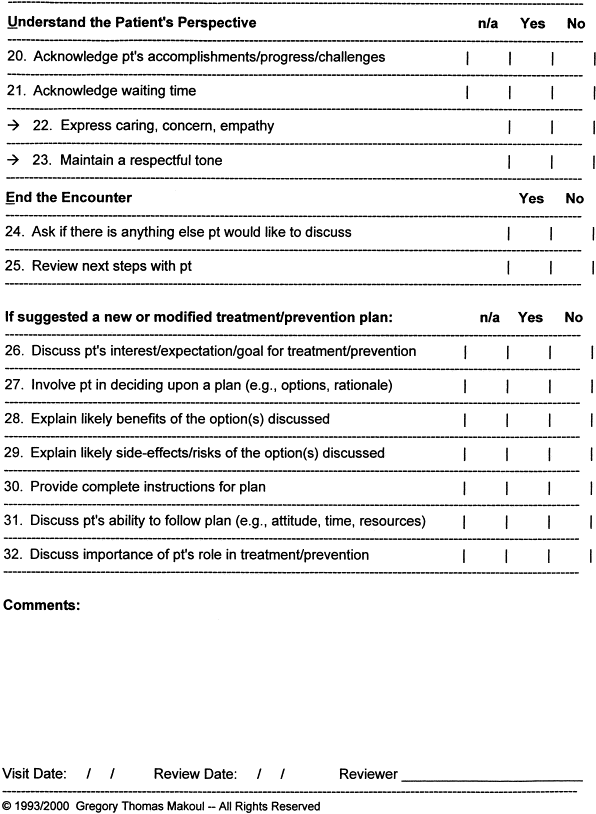 Understand the Patient's Perspective n/a Yes No
20. Acknowledge pt's accomplishments/progress/challenges | | | |
21. Acknowledge waiting time | | | |
→ 22. Express caring, concern, empathy | | |
→ 23. Maintain a respectful tone | | |
End the Encounter Yes No
24. Ask if there is anything else pt would like to discuss | | |
25. Review next steps with pt | | |
If suggested a new or modified treatment/prevention plan: n/a Yes No
26. Discuss pt's interest/expectation/goal for treatment/prevention | | | |
27. Involve pt in deciding upon a plan (e.g., options, rationale) | | | |
28. Explain likely benefits of the option(s) discussed | | | |
29. Explain likely side-effects/risks of the option(s) discussed | | | |
30. Provide complete instructions for plan | | | |
31. Discuss pt's ability to follow plan (e.g., attitude, time, resources) | | | |
32. Discuss importance of pt's role in treatment/prevention | | | |
Comments:
Visit Date: / / Review Date: / / Reviewer ____________________
© 1993/2000 Gregory Thomas Makoul -- All Rights Reserved